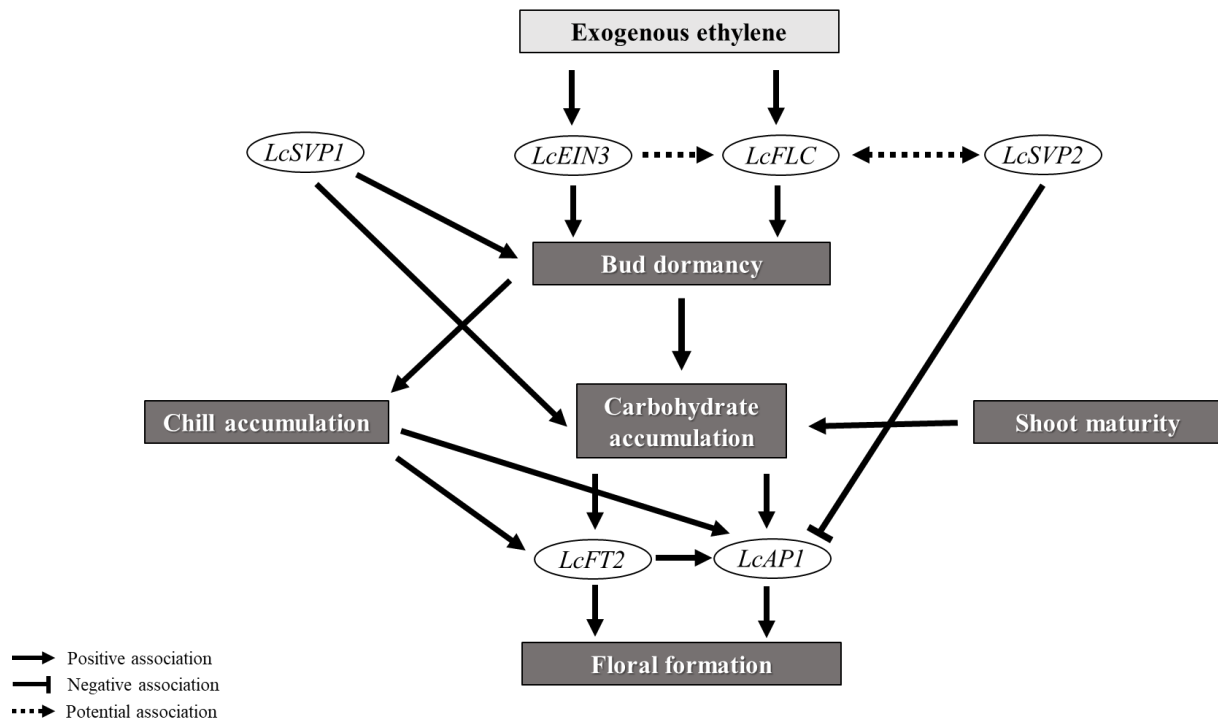 Exogenous ethylene
LcSVP1
LcEIN3
LcFLC
LcSVP2
Bud dormancy
Chill accumulation
Carbohydrate
accumulation
Shoot maturity
LcFT2
LcAP1
Floral formation
Positive association
Negative association
Potential association